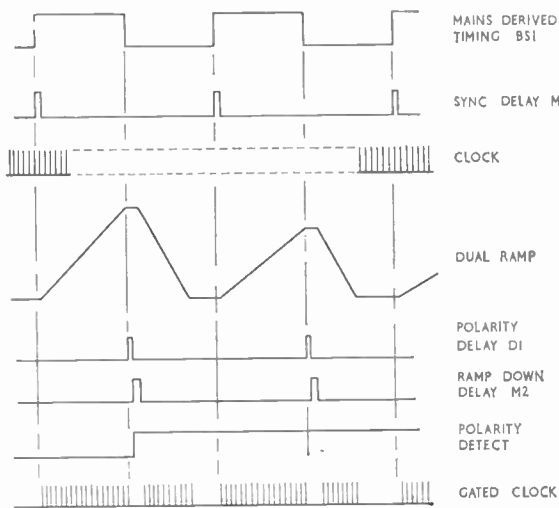 MAINS DERIVED
TIMING BS1
SYNC DELAY M
CLOCK
DUAL RAMP
POLARITY
DELAY D1
RAMP DOWN
DELAY M2
POLARITY
DETECT
GATED CLOCK